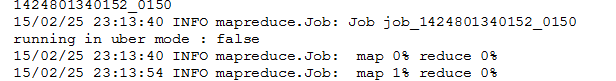 1424801340152_0150
15/02/25 23:13:40 INFO mapreduce.Job: Job job_1424801340152_0150
running in uber mode : false
15/02/25 23:13:40 INFO mapreduce.Job:  map 0% reduce 0%
15/02/25 23:13:54 INFO mapreduce.Job:  map 1% reduce 0%